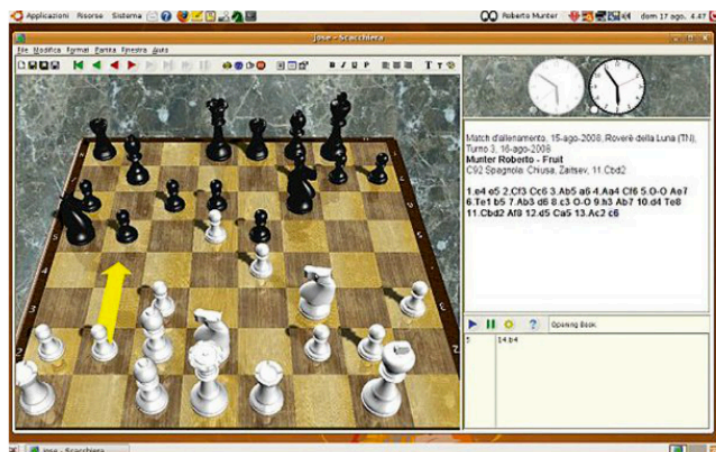 Applicazioni Risorse Sistema
Roberto Munter
dom 17 ago, 4.47
Jose - Scacchiera
File Modifica Format Partita Finestra Aiuto
Match d'allenamento, 15-ago-2008, Roverè della Luna (TN),
Turno 3, 16-ago-2008
Munter Roberto - Fruit
C92 Spagnola: Chiusa, Zaitsev, 11.Cbd2
1.e4 e5 2.Cf3 Cc6 3.Ab5 a6 4.Aa4 Cf6 5.O-O Ae7
6.Te1 b5 7.Ab3 d6 8.c3 O-O 9.h3 Ab7 10.d4 Te8
11.Cbd2 Af8 12.d5 Ca5 13.Ac2 c6
Opening Book
5 14.b4
Jose - Scacchiera